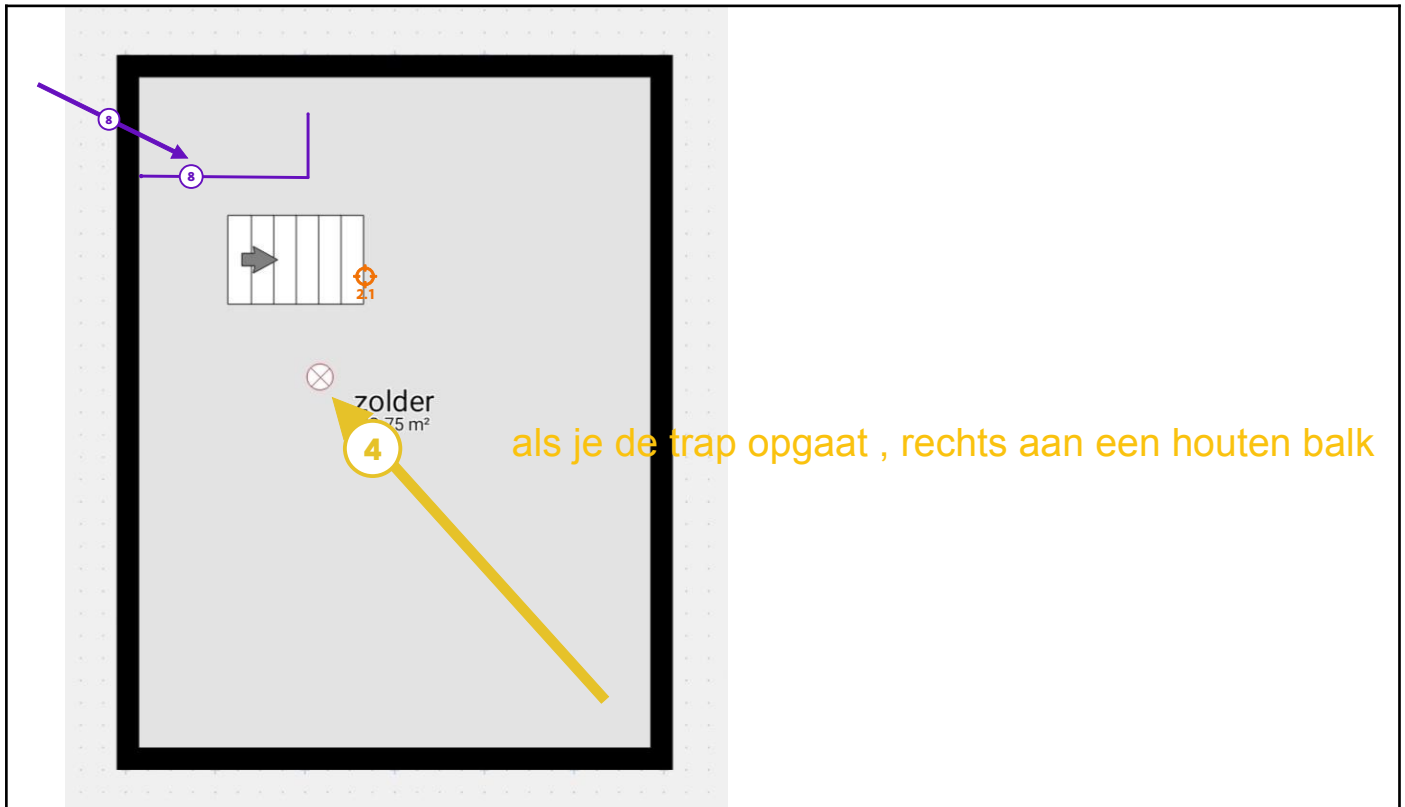 8
8
2.1
zolder
75 m²
4
als je de trap opgaat , rechts aan een houten balk